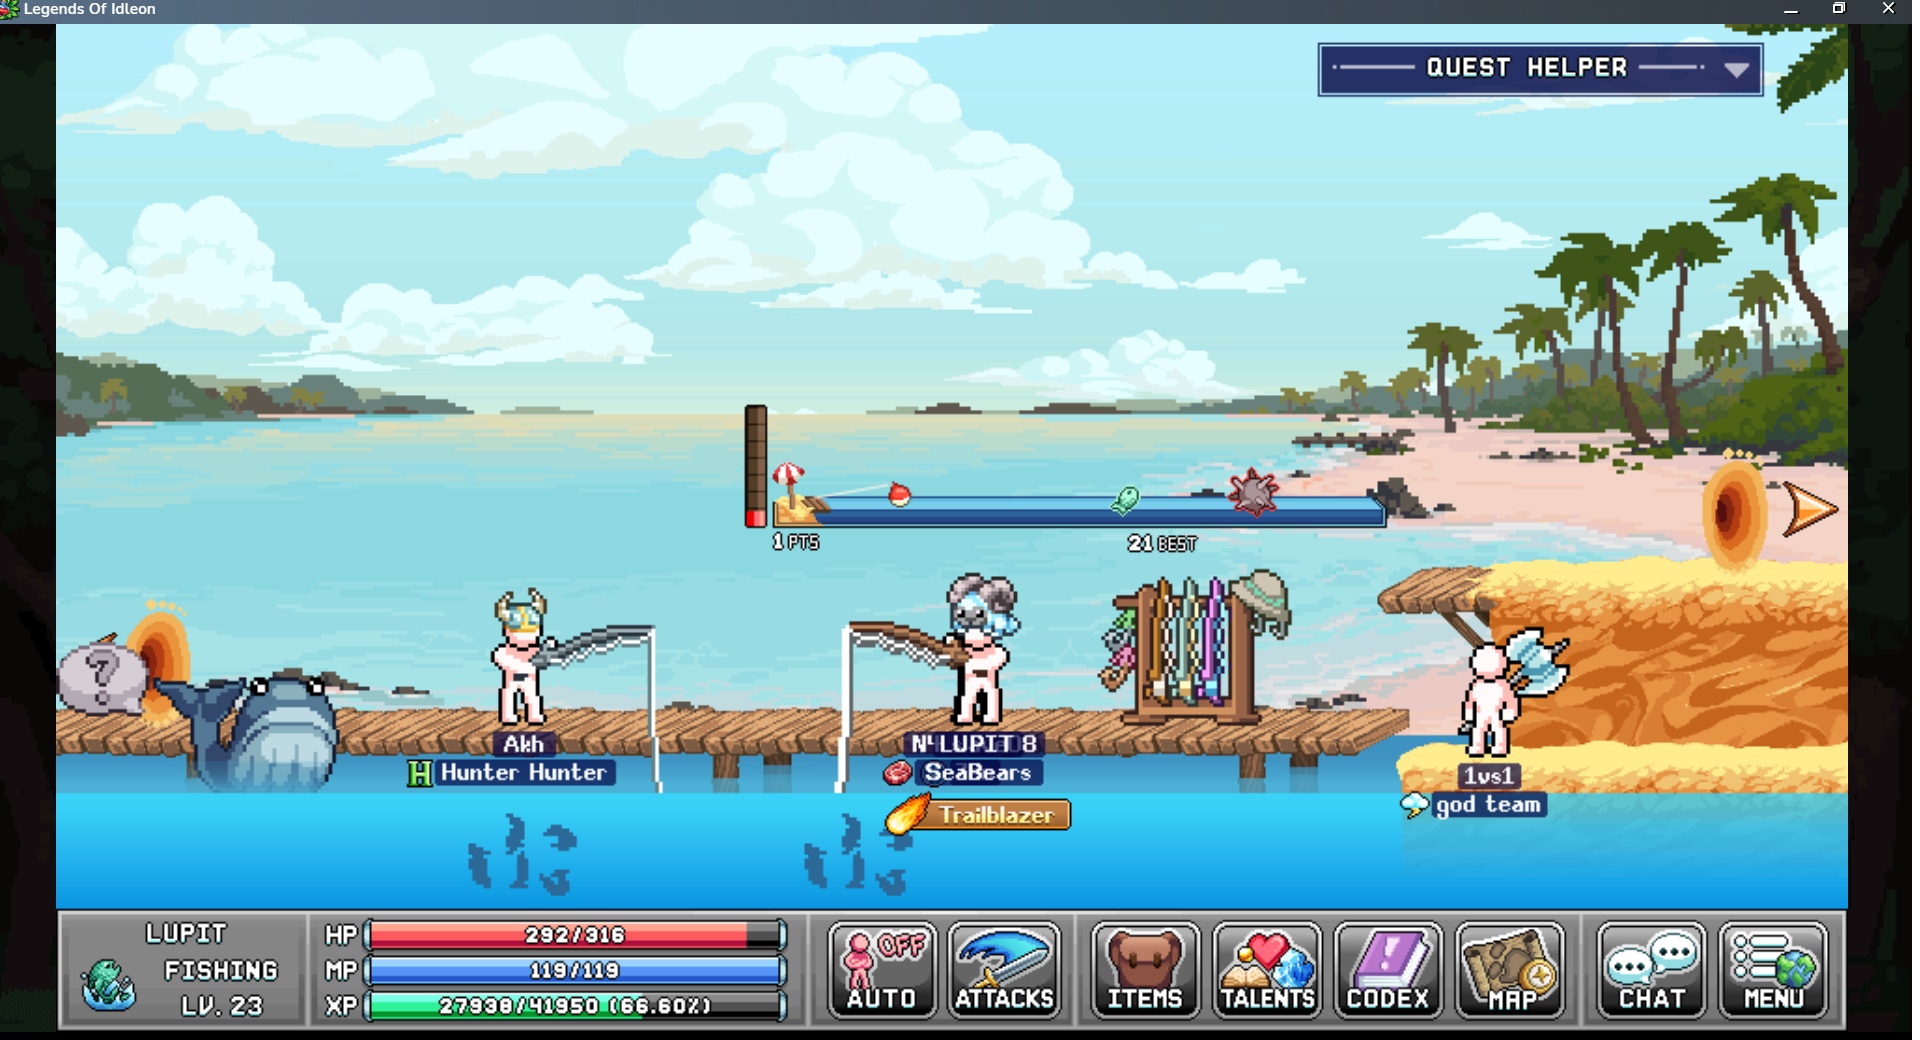 Legends Of Idleon
QUEST HELPER
1 PTS
21 BEST
?
Akh
H Hunter Hunter
LUPIT 8
SeaBears
Trailblazer
1vs1
god team
LUPIT
FISHING
LV. 23
HP 292/316
MP 119/119
XP 27938/41950 (66.60%)
OFF
AUTO
ATTACKS
ITEMS
TALENTS
CODEX
MAP
CHAT
MENU